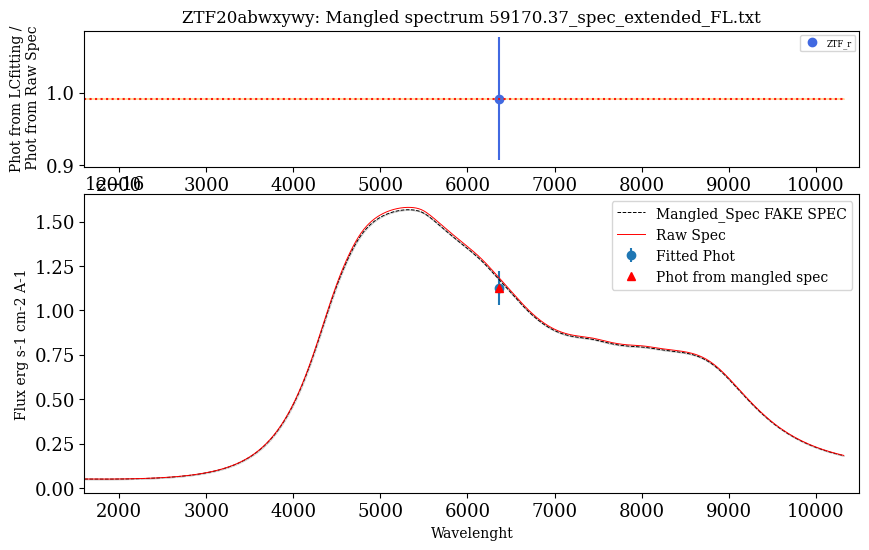 ZTF20abwxywy: Mangled spectrum 59170.37_spec_extended_FL.txt
Phot from LCfitting /
Phot from Raw Spec
1.0
0.9
ZTF_r
2000 3000 4000 5000 6000 7000 8000 9000 10000
1e−16
Flux erg s-1 cm-2 A-1
1.50
1.25
1.00
0.75
0.50
0.25
0.00
Mangled_Spec FAKE SPEC
Raw Spec
Fitted Phot
Phot from mangled spec
2000 3000 4000 5000 6000 7000 8000 9000 10000
Wavelenght